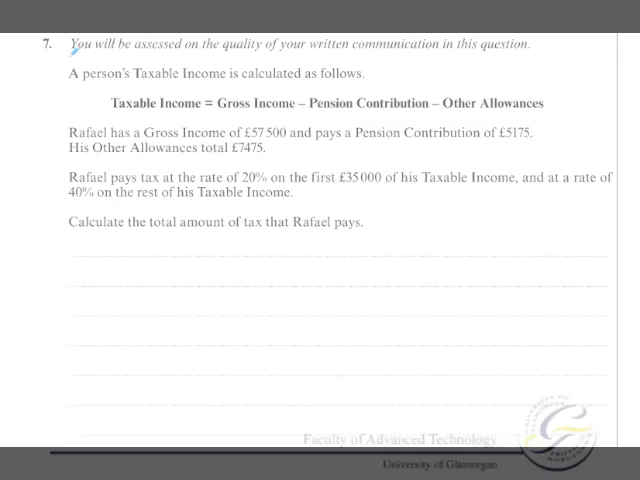 7. You will be assessed on the quality of your written communication in this question.
A person's Taxable Income is calculated as follows.
Taxable Income = Gross Income – Pension Contribution – Other Allowances
Rafael has a Gross Income of £57 500 and pays a Pension Contribution of £5175.
His Other Allowances total £7475.
Rafael pays tax at the rate of 20% on the first £35 000 of his Taxable Income, and at a rate of
40% on the rest of his Taxable Income.
Calculate the total amount of tax that Rafael pays.
Faculty of Advanced Technology
University of Glamorgan